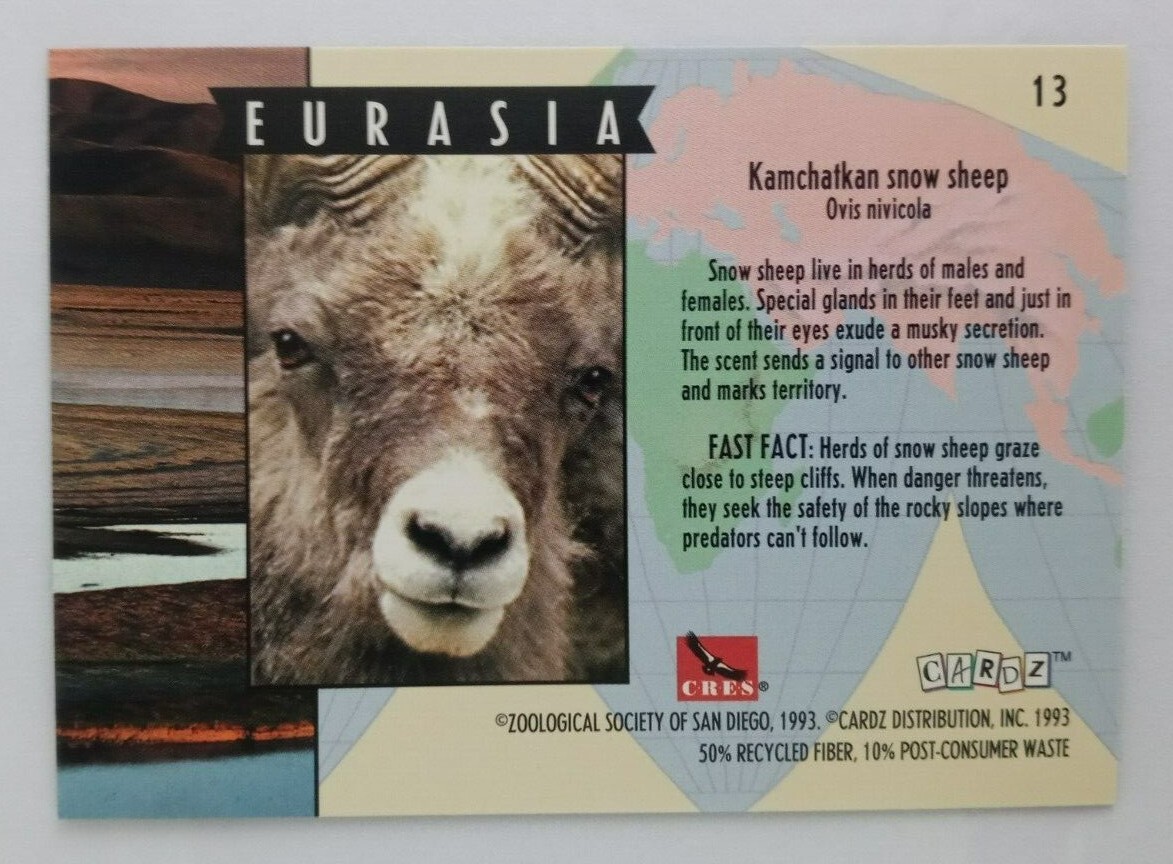 13
EURASIA
Kamchatkan snow sheep
Ovis nivicola
Snow sheep live in herds of males and
females. Special glands in their feet and just in
front of their eyes exude a musky secretion.
The scent sends a signal to other snow sheep
and marks territory.
FAST FACT: Herds of snow sheep graze
close to steep cliffs. When danger threatens,
they seek the safety of the rocky slopes where
predators can't follow.
C·R·E·S®
CARDZ™
©ZOOLOGICAL SOCIETY OF SAN DIEGO, 1993. ©CARDZ DISTRIBUTION, INC. 1993
50% RECYCLED FIBER, 10% POST-CONSUMER WASTE